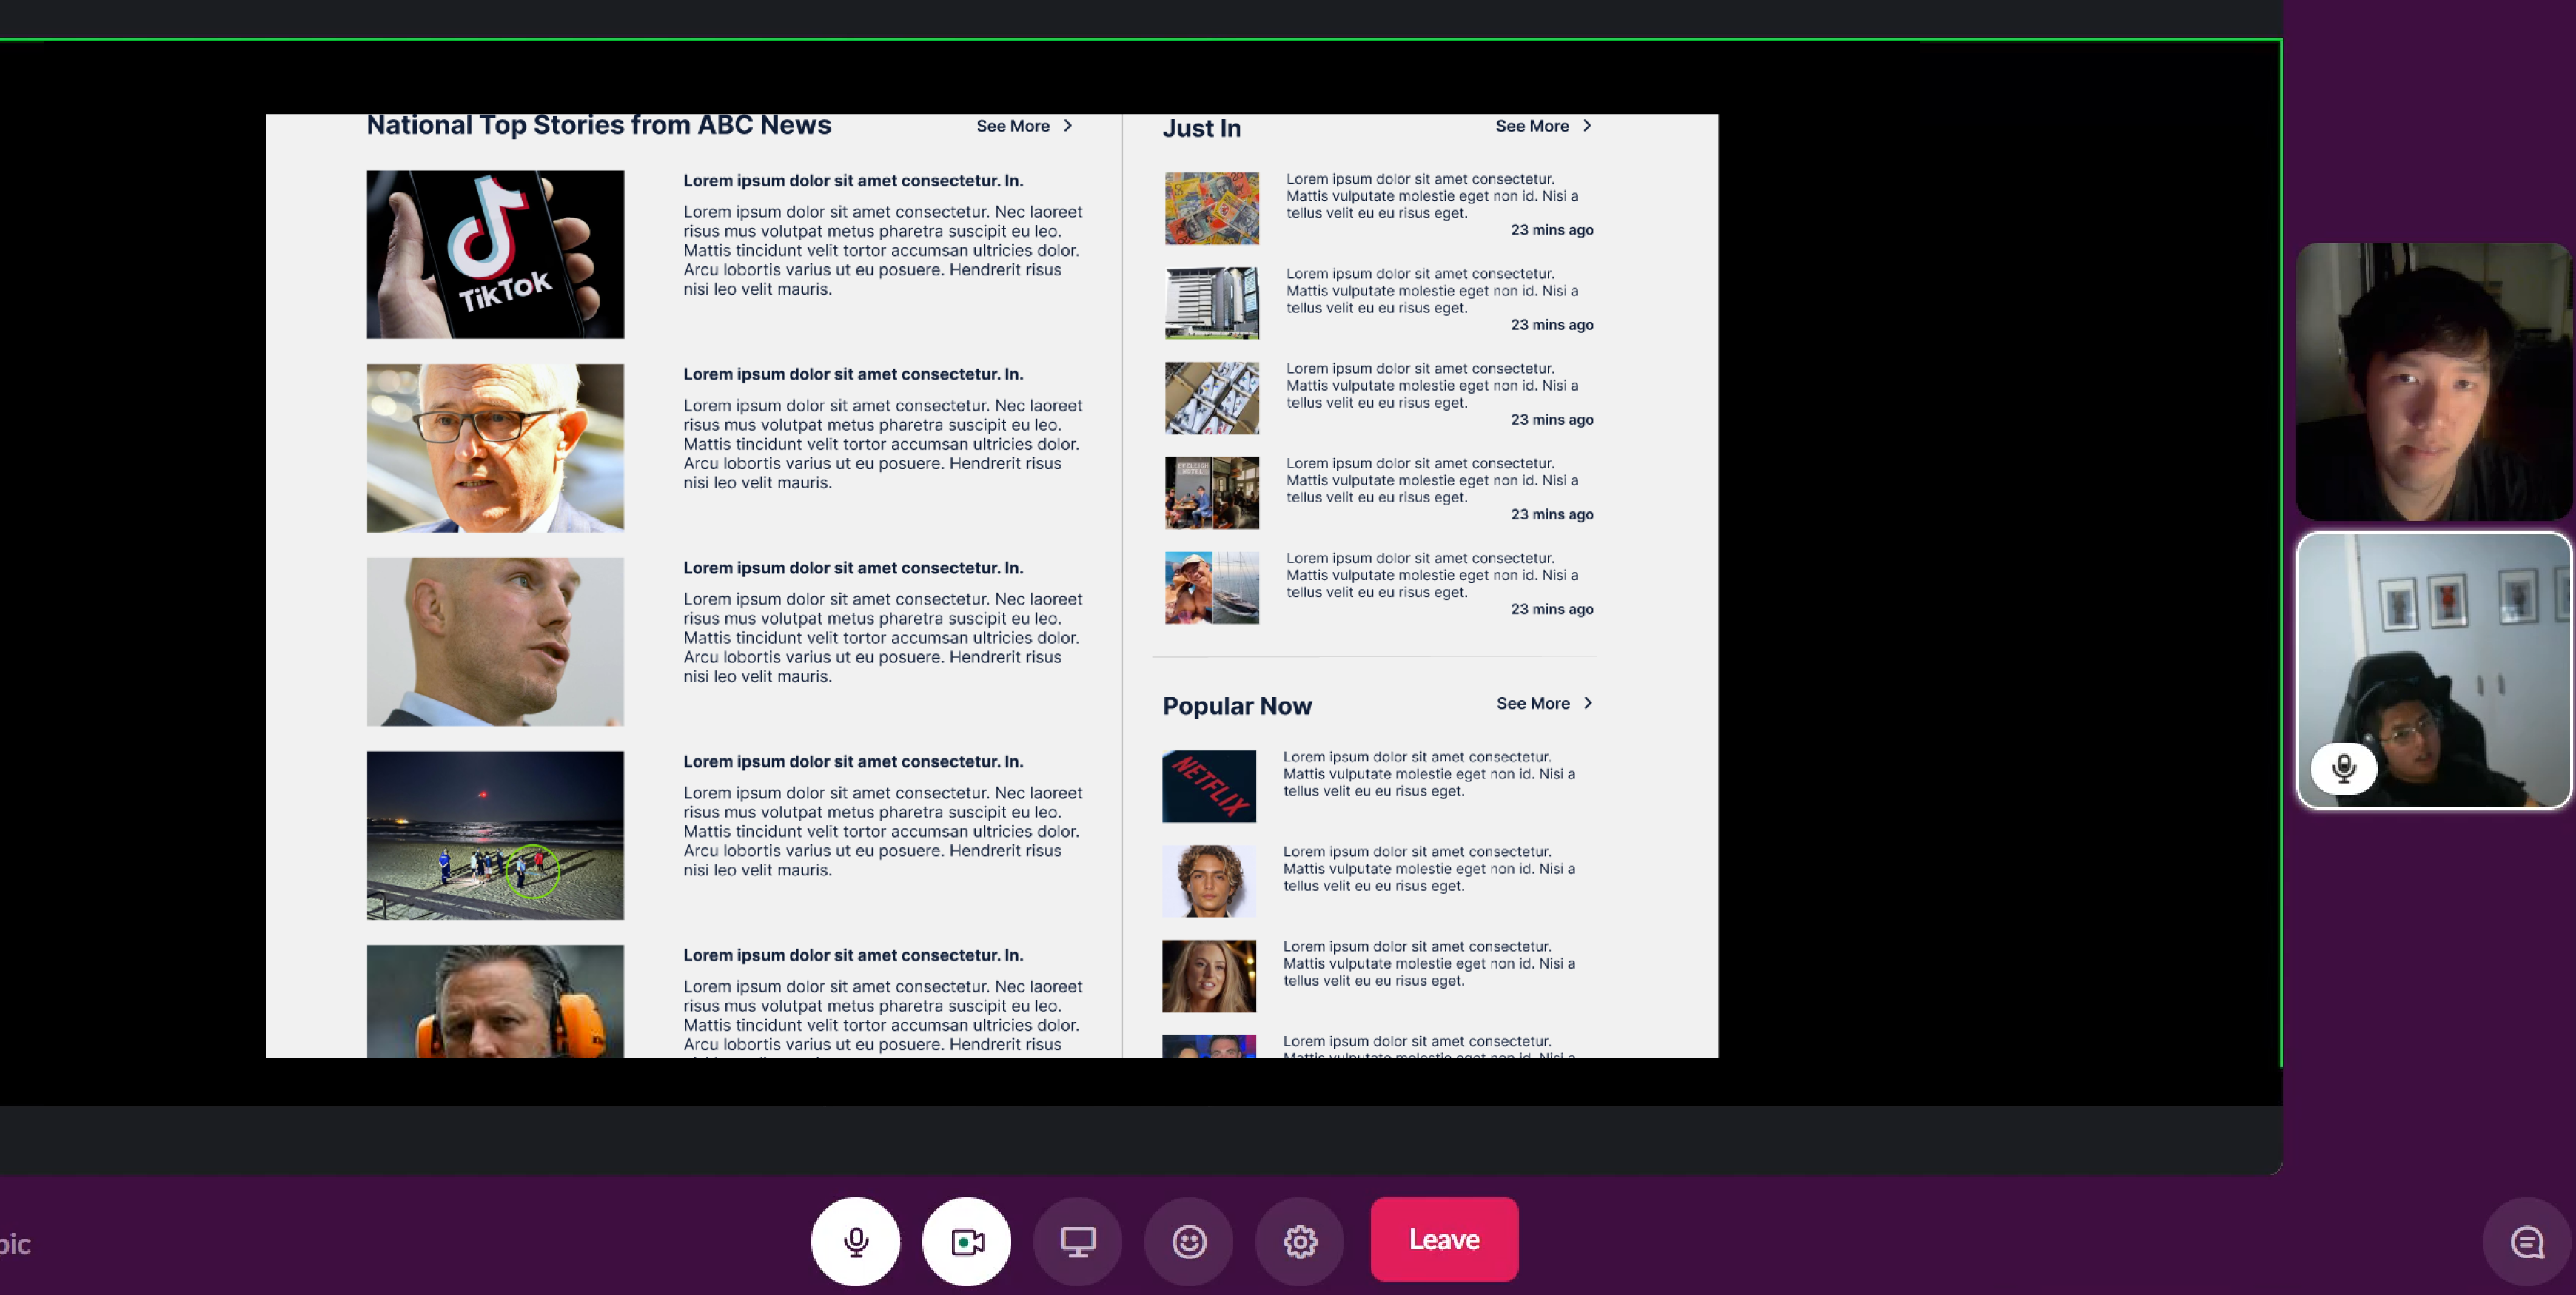 National Top Stories from ABC News
See More
TikTok
Lorem ipsum dolor sit amet consectetur. In.
Lorem ipsum dolor sit amet consectetur. Nec laoreet
risus mus volutpat metus pharetra suscipit eu leo.
Mattis tincidunt velit tortor accumsan ultricies dolor.
Arcu lobortis varius ut eu posuere. Hendrerit risus
nisi leo velit mauris.
Lorem ipsum dolor sit amet consectetur. In.
Lorem ipsum dolor sit amet consectetur. Nec laoreet
risus mus volutpat metus pharetra suscipit eu leo.
Mattis tincidunt velit tortor accumsan ultricies dolor.
Arcu lobortis varius ut eu posuere. Hendrerit risus
nisi leo velit mauris.
Lorem ipsum dolor sit amet consectetur. In.
Lorem ipsum dolor sit amet consectetur. Nec laoreet
risus mus volutpat metus pharetra suscipit eu leo.
Mattis tincidunt velit tortor accumsan ultricies dolor.
Arcu lobortis varius ut eu posuere. Hendrerit risus
nisi leo velit mauris.
Lorem ipsum dolor sit amet consectetur. In.
Lorem ipsum dolor sit amet consectetur. Nec laoreet
risus mus volutpat metus pharetra suscipit eu leo.
Mattis tincidunt velit tortor accumsan ultricies dolor.
Arcu lobortis varius ut eu posuere. Hendrerit risus
nisi leo velit mauris.
Lorem ipsum dolor sit amet consectetur. In.
Lorem ipsum dolor sit amet consectetur. Nec laoreet
risus mus volutpat metus pharetra suscipit eu leo.
Mattis tincidunt velit tortor accumsan ultricies dolor.
Arcu lobortis varius ut eu posuere. Hendrerit risus
Just In
See More
Lorem ipsum dolor sit amet consectetur.
Mattis vulputate molestie eget non id. Nisi a
tellus velit eu eu risus eget.
23 mins ago
Lorem ipsum dolor sit amet consectetur.
Mattis vulputate molestie eget non id. Nisi a
tellus velit eu eu risus eget.
23 mins ago
Lorem ipsum dolor sit amet consectetur.
Mattis vulputate molestie eget non id. Nisi a
tellus velit eu eu risus eget.
23 mins ago
Lorem ipsum dolor sit amet consectetur.
Mattis vulputate molestie eget non id. Nisi a
tellus velit eu eu risus eget.
23 mins ago
Lorem ipsum dolor sit amet consectetur.
Mattis vulputate molestie eget non id. Nisi a
tellus velit eu eu risus eget.
23 mins ago
Popular Now
See More
NETFLIX
Lorem ipsum dolor sit amet consectetur.
Mattis vulputate molestie eget non id. Nisi a
tellus velit eu eu risus eget.
Lorem ipsum dolor sit amet consectetur.
Mattis vulputate molestie eget non id. Nisi a
tellus velit eu eu risus eget.
Lorem ipsum dolor sit amet consectetur.
Mattis vulputate molestie eget non id. Nisi a
tellus velit eu eu risus eget.
Lorem ipsum dolor sit amet consectetur.
Mattis vulputate molestie eget non id. Nisi a
pic
Leave